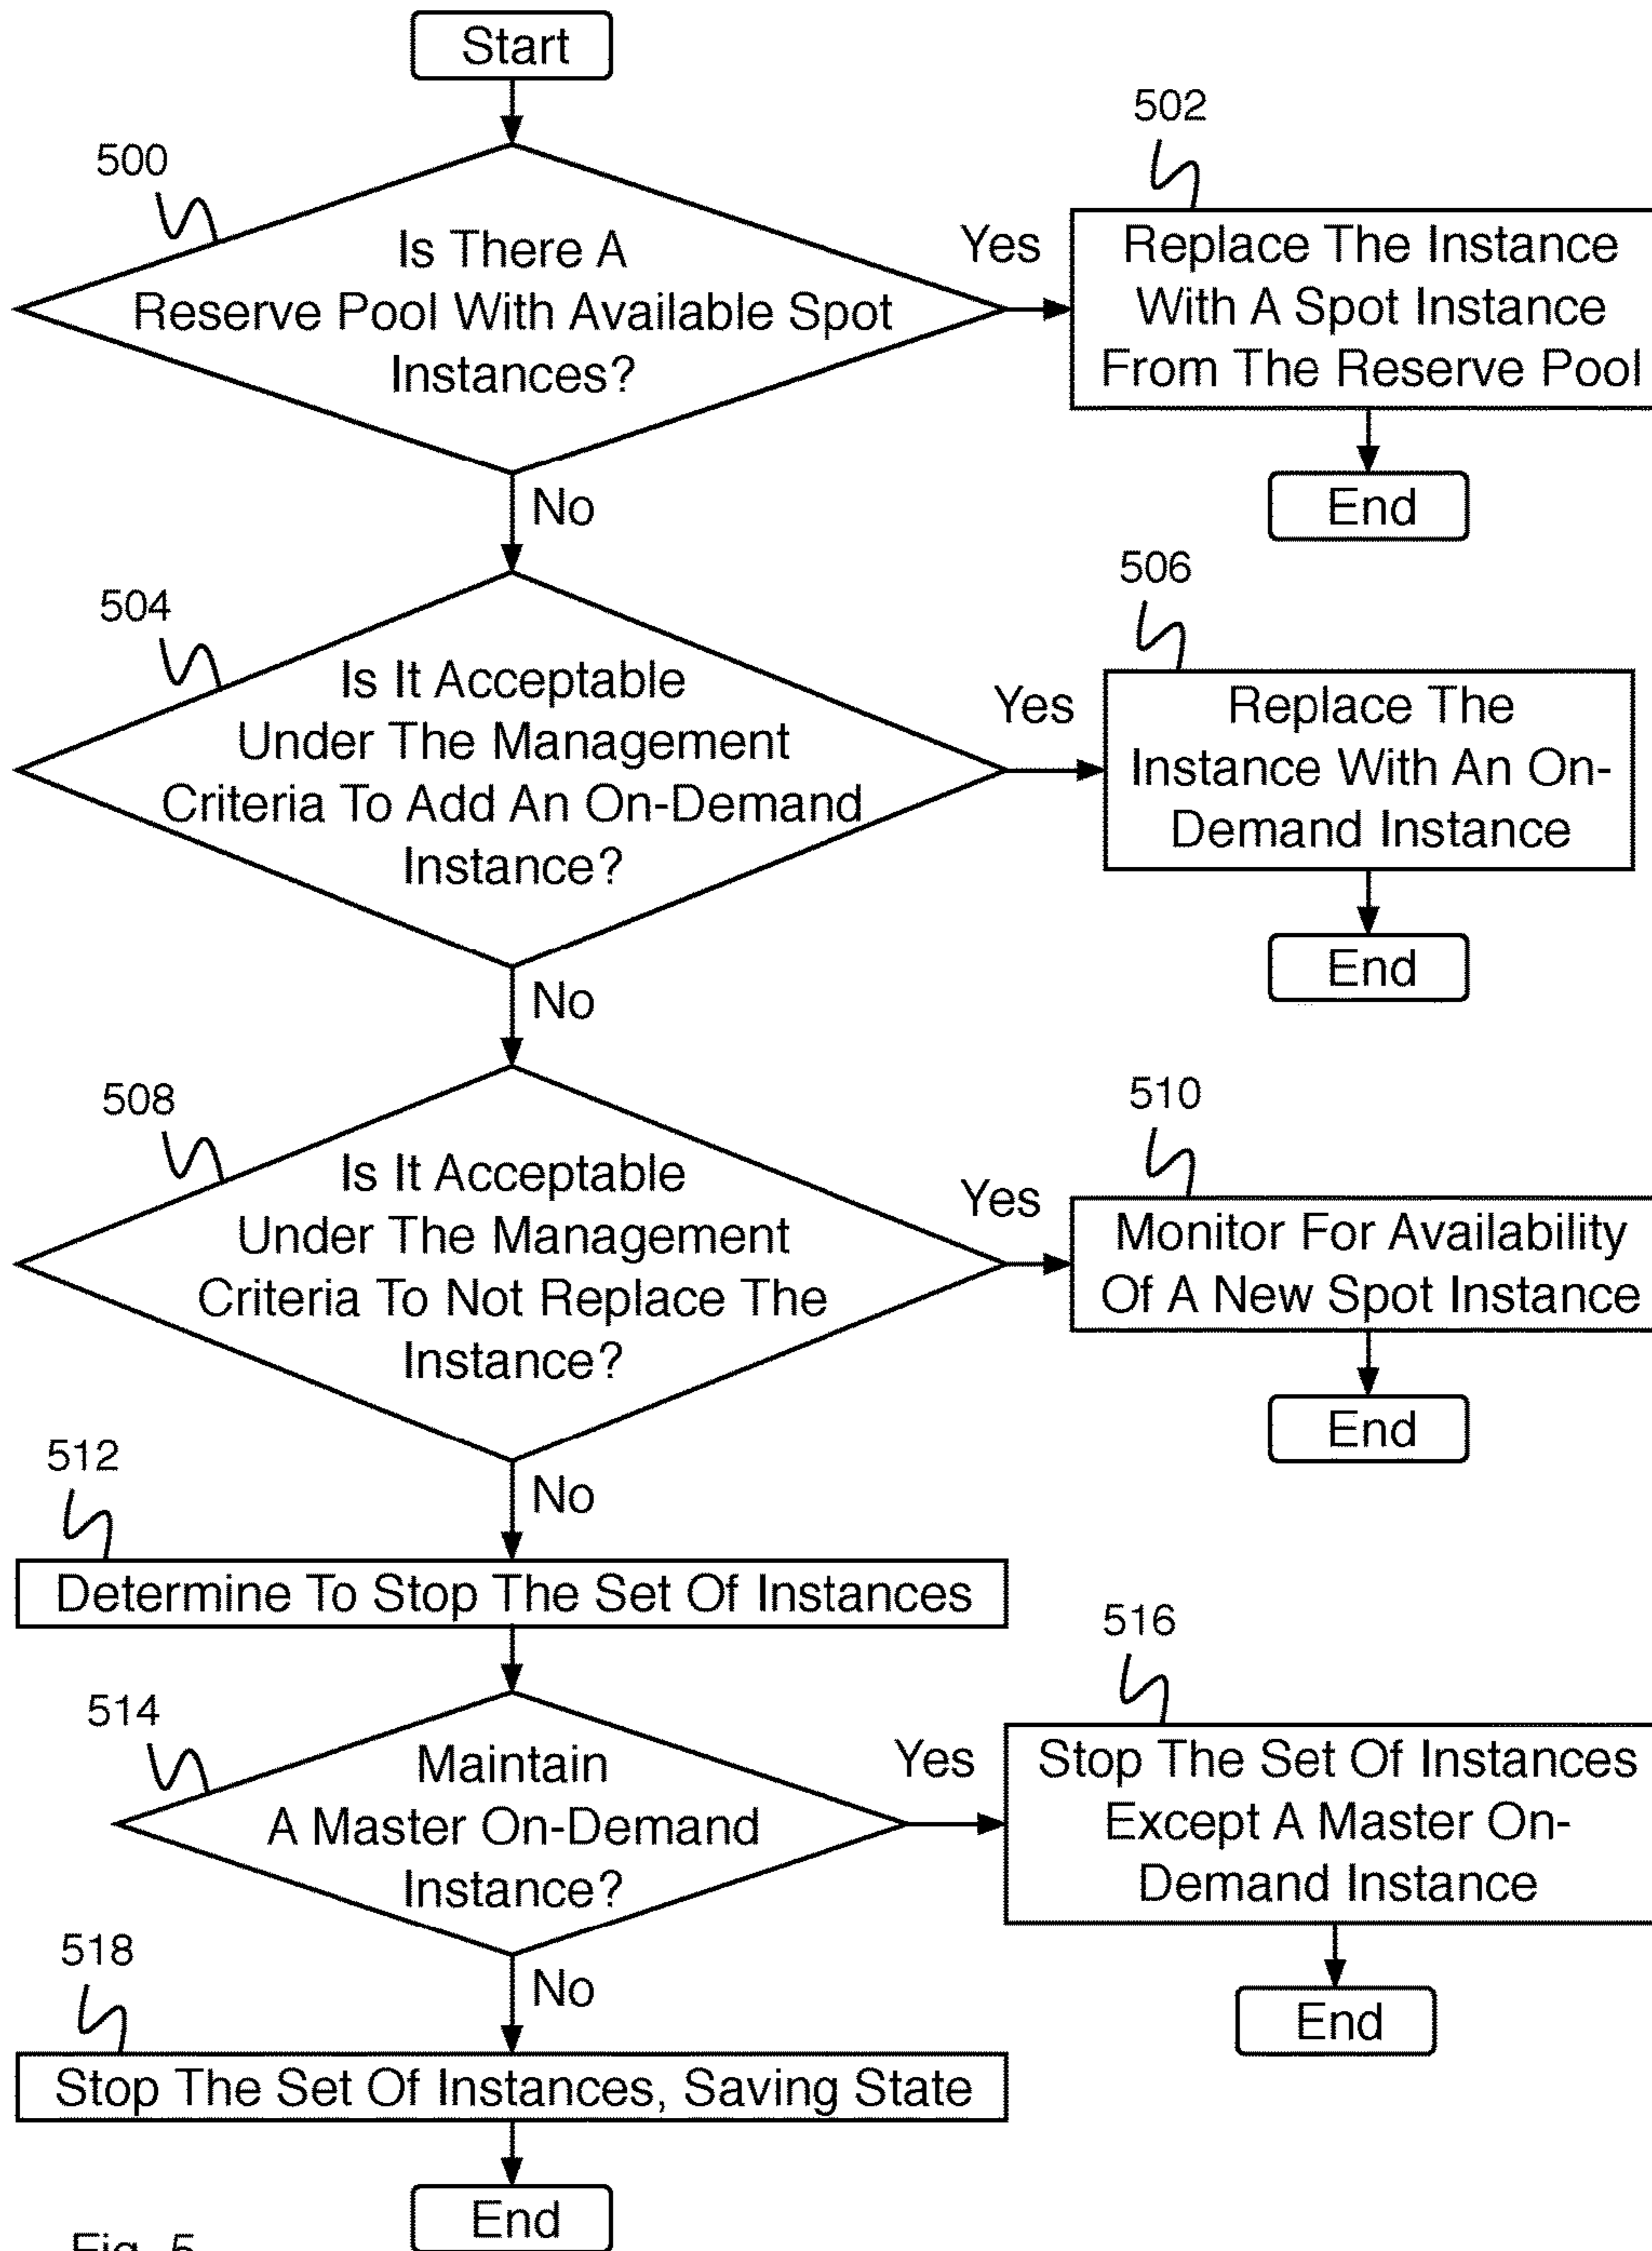 Start
500
Is There A
Reserve Pool With Available Spot
Instances?
Yes
502
Replace The Instance
With A Spot Instance
From The Reserve Pool
End
No
504
Is It Acceptable
Under The Management
Criteria To Add An On-Demand
Instance?
Yes
506
Replace The
Instance With An On-
Demand Instance
End
No
508
Is It Acceptable
Under The Management
Criteria To Not Replace The
Instance?
Yes
510
Monitor For Availability
Of A New Spot Instance
End
No
512
Determine To Stop The Set Of Instances
514
Maintain
A Master On-Demand
Instance?
Yes
516
Stop The Set Of Instances
Except A Master On-
Demand Instance
End
No
518
Stop The Set Of Instances, Saving State
End
Fig. 5